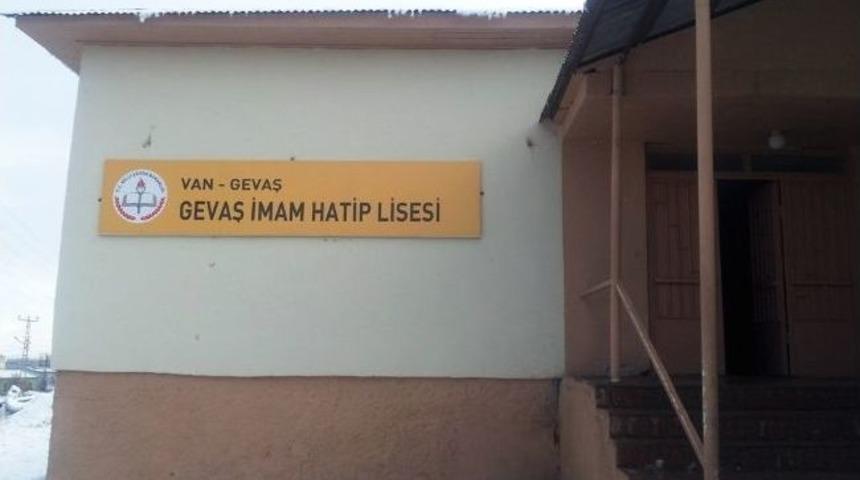 VAN - GEVAŞ
GEVAŞ İMAM HATİP LİSESİ